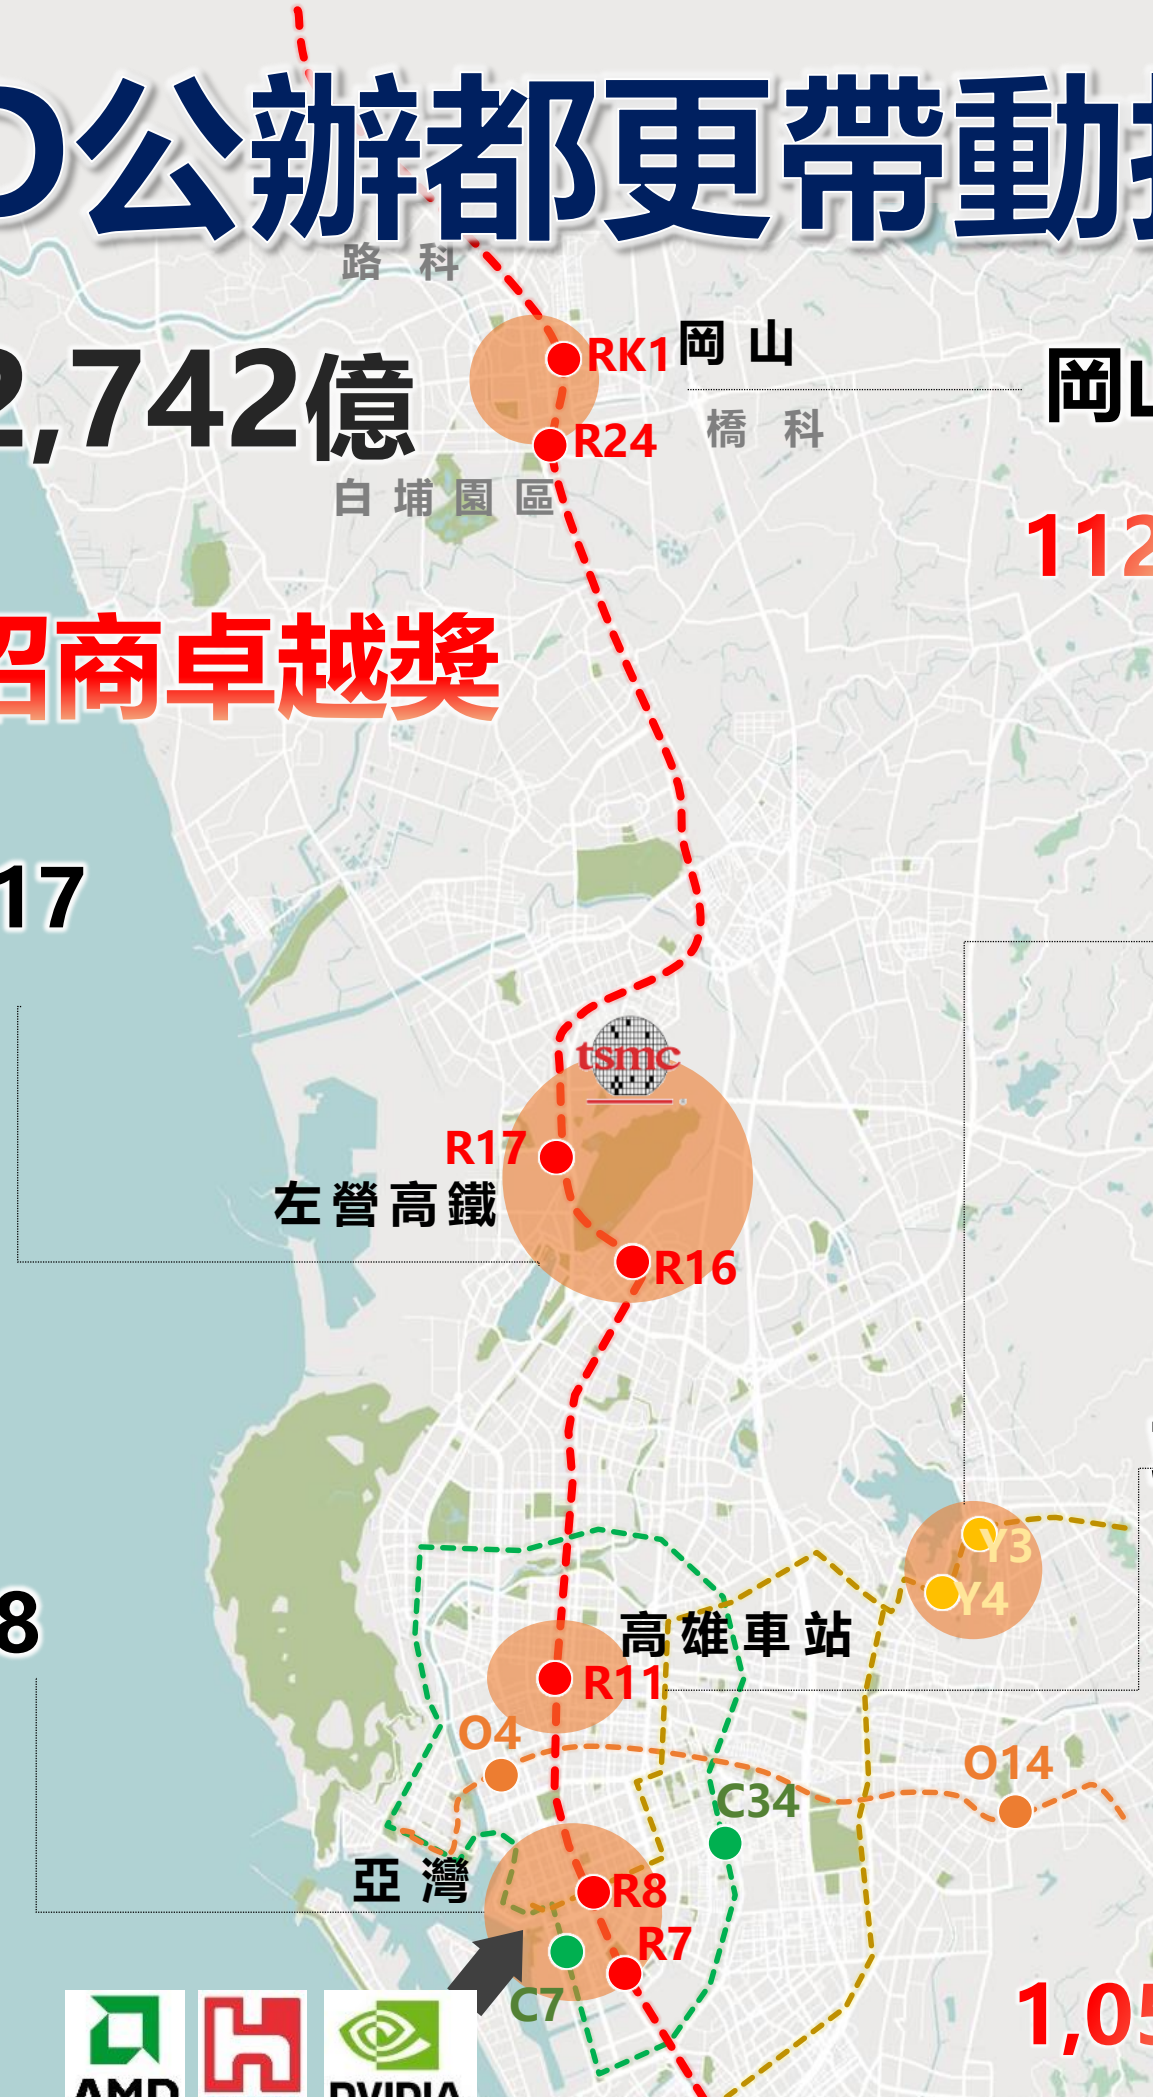 D公辦都更帶動
路科
RK1 岡山
2,742億
岡山
橋科
R24
白埔園區
112
招商卓越獎
17
tsmc
R17
左營高鐵
R16
Y3
Y4
8
高雄車站
R11
O4
O14
C34
亞灣
R8
R7
C7
1,05
AMD
NVIDIA